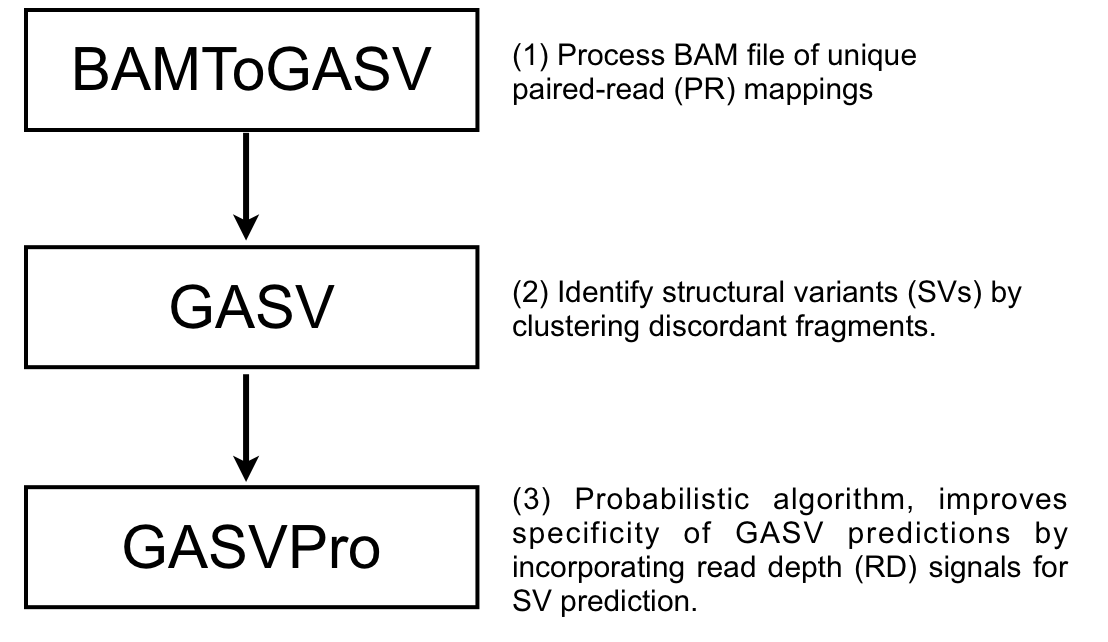 BAMToGASV
(1) Process BAM file of unique
paired-read (PR) mappings
GASV
(2) Identify structural variants (SVs) by
clustering discordant fragments.
GASVPro
(3) Probabilistic algorithm, improves
specificity of GASV predictions by
incorporating read depth (RD) signals for
SV prediction.